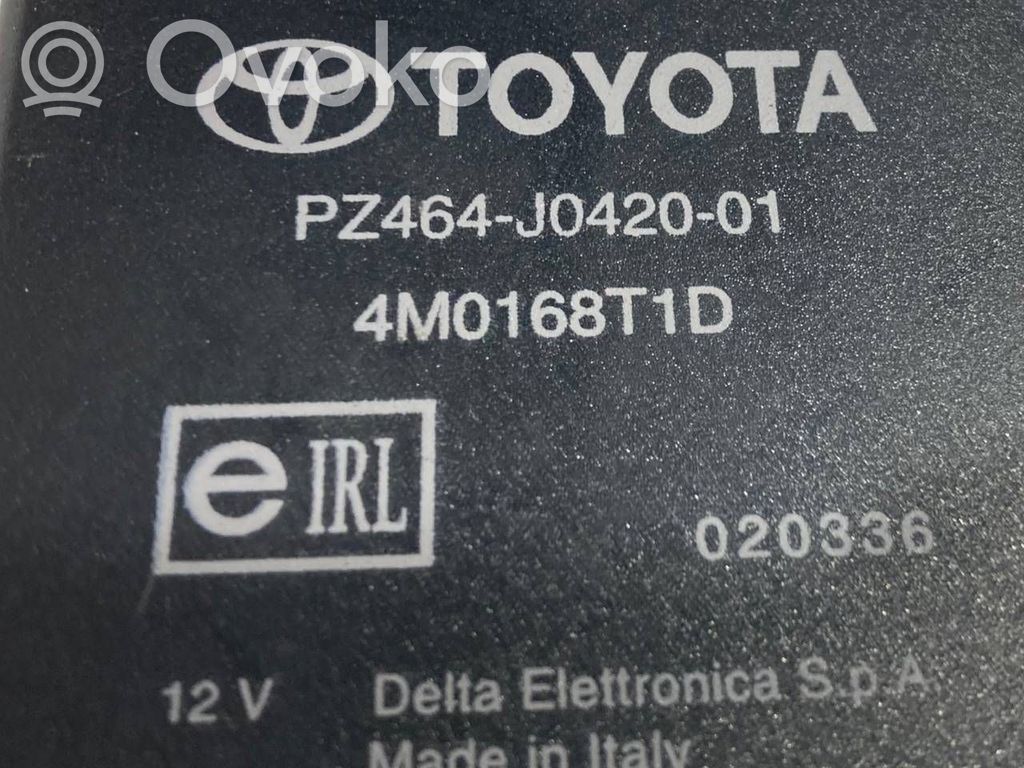 Ovoko
TOYOTA
PZ464-J0420-01
4M0168T1D
e IRL
020336
12 V Delta Elettronica S.p.A.
Made in Italy